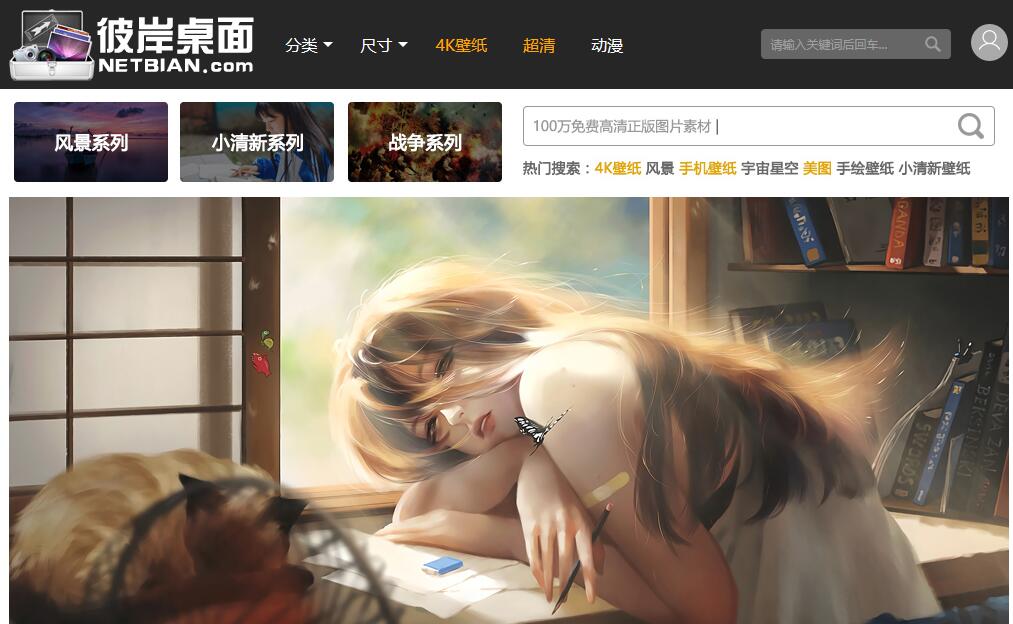 彼岸桌面
NETBIAN.com
分类 尺寸 4K壁纸 超清 动漫
请输入关键词后回车...
风景系列 小清新系列 战争系列
100万免费高清正版图片素材
热门搜索：4K壁纸 风景 手机壁纸 宇宙星空 美图 手绘壁纸 小清新壁纸